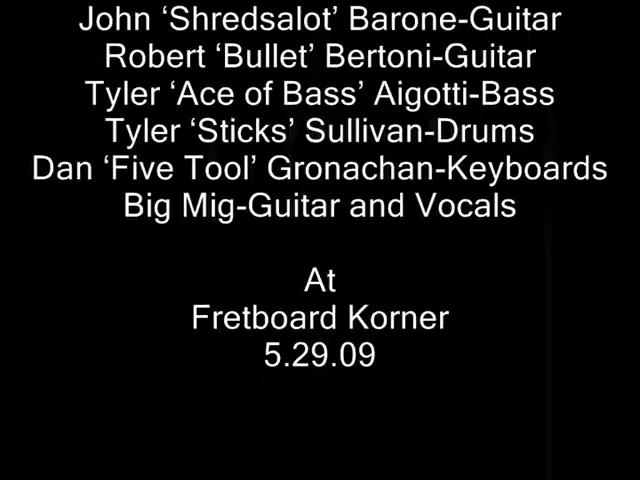 John ‘Shredsalot’ Barone-Guitar
Robert ‘Bullet’ Bertoni-Guitar
Tyler ‘Ace of Bass’ Aigotti-Bass
Tyler ‘Sticks’ Sullivan-Drums
Dan ‘Five Tool’ Gronachan-Keyboards
Big Mig-Guitar and Vocals
At
Fretboard Korner
5.29.09